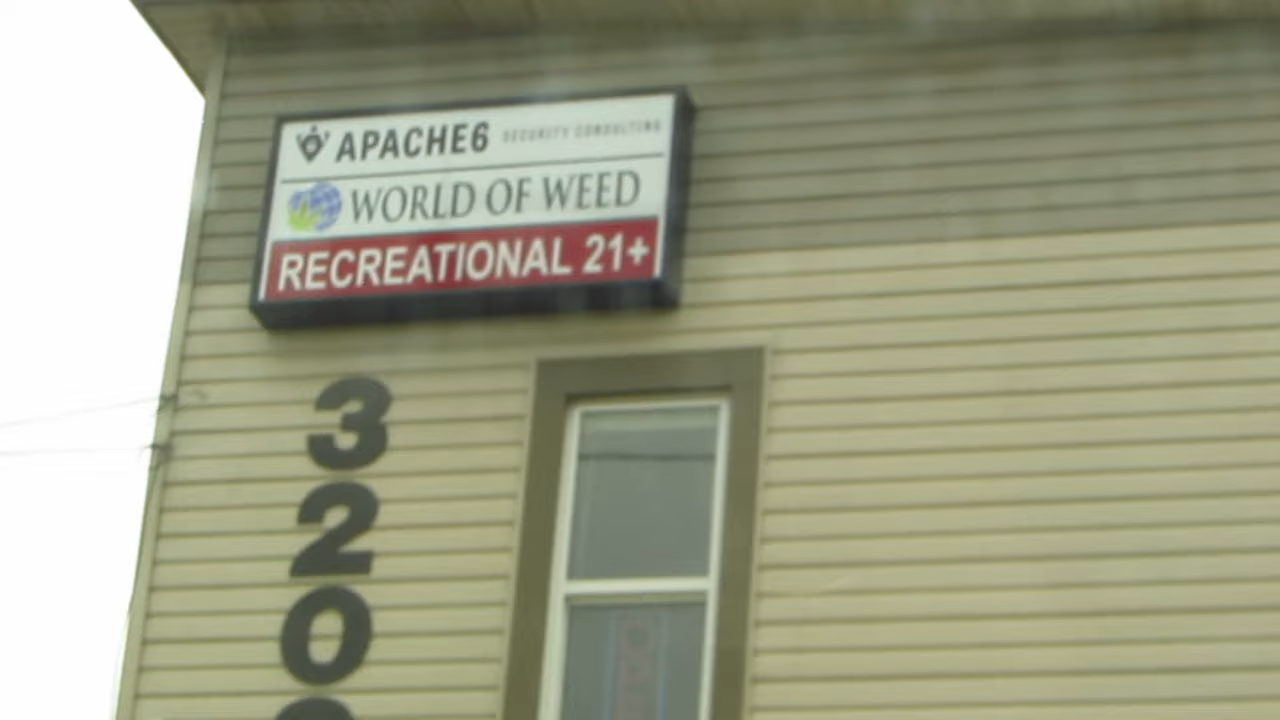 APACHE6 SECURITY CONSULTING
WORLD OF WEED
RECREATIONAL 21+
3
2
0